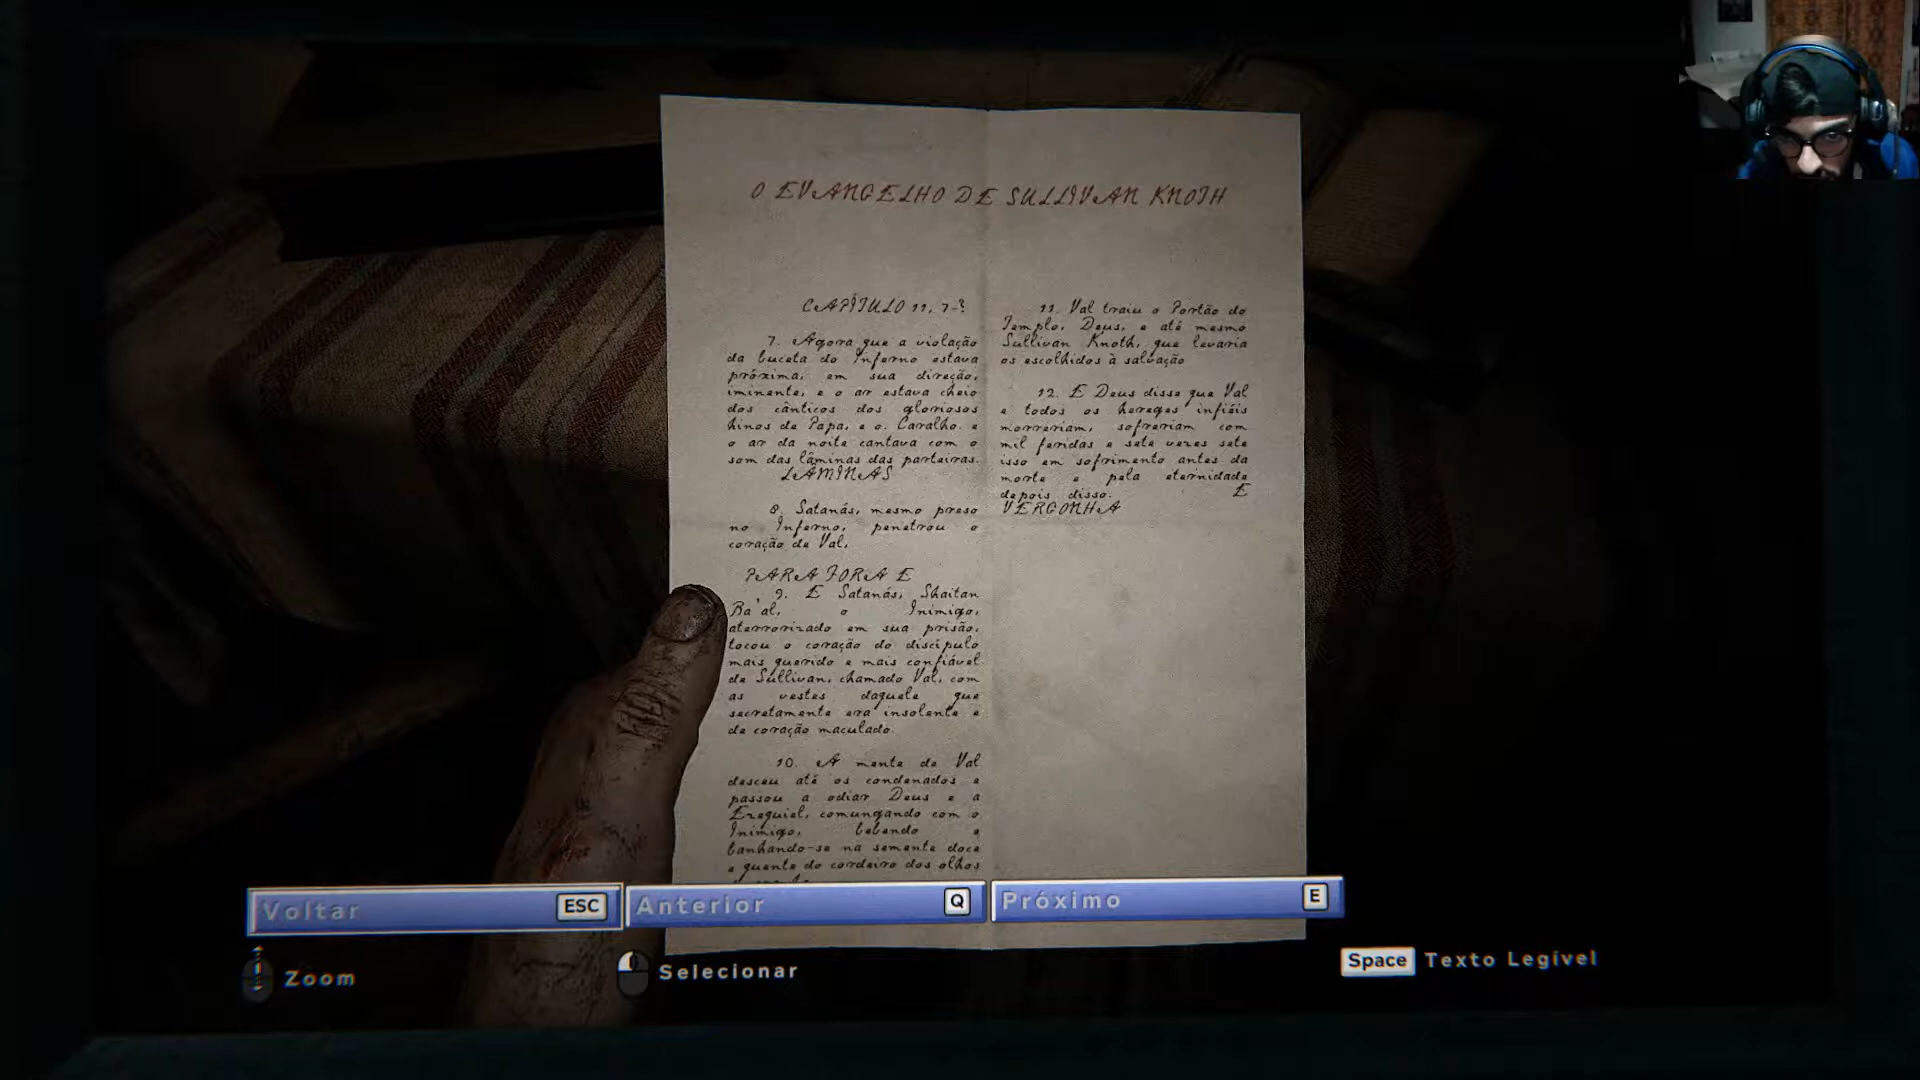 O EVANGELHO DE SULLIVAN KNOTH
CAPÍTULO 11, 7-?
7. Agora que a violação
da buceta do Inferno estava
próxima, em sua direção,
iminente, e o ar estava cheio
dos cânticos dos gloriosos
hinos de Papa, e o. Caralho. e
o ar da noite cantava com o
som das lâminas das parteiras.
LAMINAS
8. Satanás, mesmo preso
no Inferno, penetrou o
coração de Val,
PARA FORA E
9. E Satanás, Shaitan
Ba'al, o Inimigo,
aterrorizado em sua prisão,
tocou o coração do discípulo
mais querido e mais confiável
de Sullivan, chamado Val, com
as vestes daquele que
secretamente era insolente e
de coração maculado.
10. A mente de Val
desceu até os condenados e
passou a odiar Deus e a
Ezequiel, comungando com o
Inimigo, bebendo e
banhando-se na semente doce
e quente do cordeiro dos olhos
11. Val traiu o Portão do
Templo, Deus, e até mesmo
Sullivan Knoth, que levaria
os escolhidos à salvação
12. E Deus disse que Val
e todos os hereges infiéis
morreriam, sofreriam com
mil feridas e sete vezes sete
isso em sofrimento antes da
morte e pela eternidade
depois disso. E
VERGONHA
Voltar ESC
Anterior Q
Próximo E
Zoom
Selecionar
Space Texto Legível